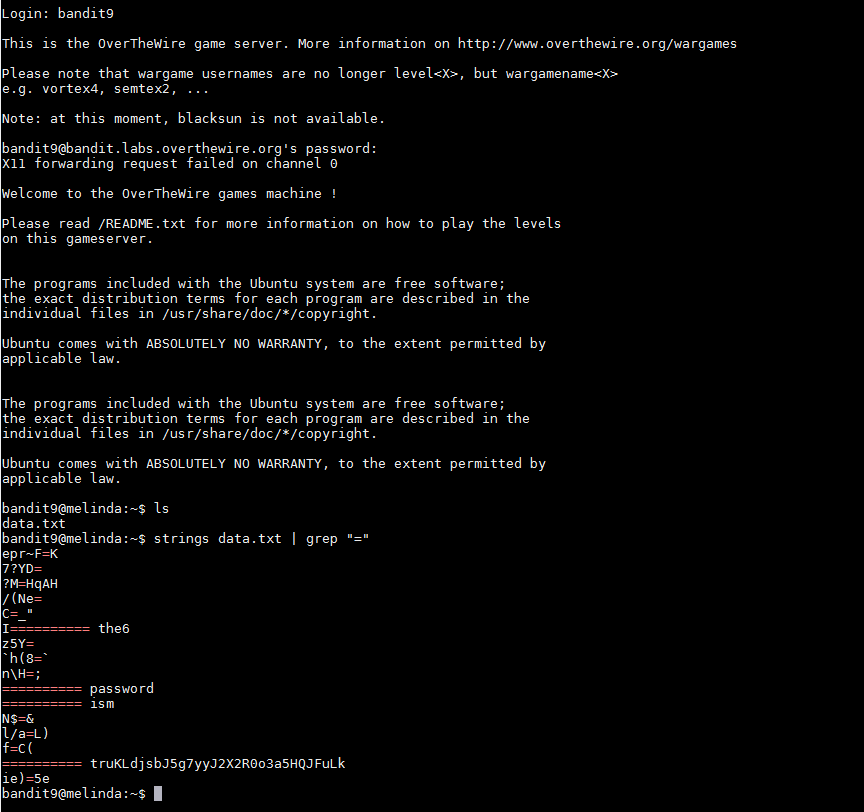 Login: bandit9
This is the OverTheWire game server. More information on http://www.overthewire.org/wargames
Please note that wargame usernames are no longer level<X>, but wargamename<X>
e.g. vortex4, semtex2, ...
Note: at this moment, blacksun is not available.
bandit9@bandit.labs.overthewire.org's password:
X11 forwarding request failed on channel 0
Welcome to the OverTheWire games machine !
Please read /README.txt for more information on how to play the levels
on this gameserver.
The programs included with the Ubuntu system are free software;
the exact distribution terms for each program are described in the
individual files in /usr/share/doc/*/copyright.
Ubuntu comes with ABSOLUTELY NO WARRANTY, to the extent permitted by
applicable law.
The programs included with the Ubuntu system are free software;
the exact distribution terms for each program are described in the
individual files in /usr/share/doc/*/copyright.
Ubuntu comes with ABSOLUTELY NO WARRANTY, to the extent permitted by
applicable law.
bandit9@melinda:~$ ls
data.txt
bandit9@melinda:~$ strings data.txt | grep "="
epr~F=K
7?YD=
?M=HqAH
/(Ne=
C=_"
I========== the6
z5Y=
`h(8=`
n\H=;
========== password
========== ism
N$=&
l/a=L)
f=C(
========== truKLdjsbJ5g7yyJ2X2R0o3a5HQJFuLk
ie)=5e
bandit9@melinda:~$